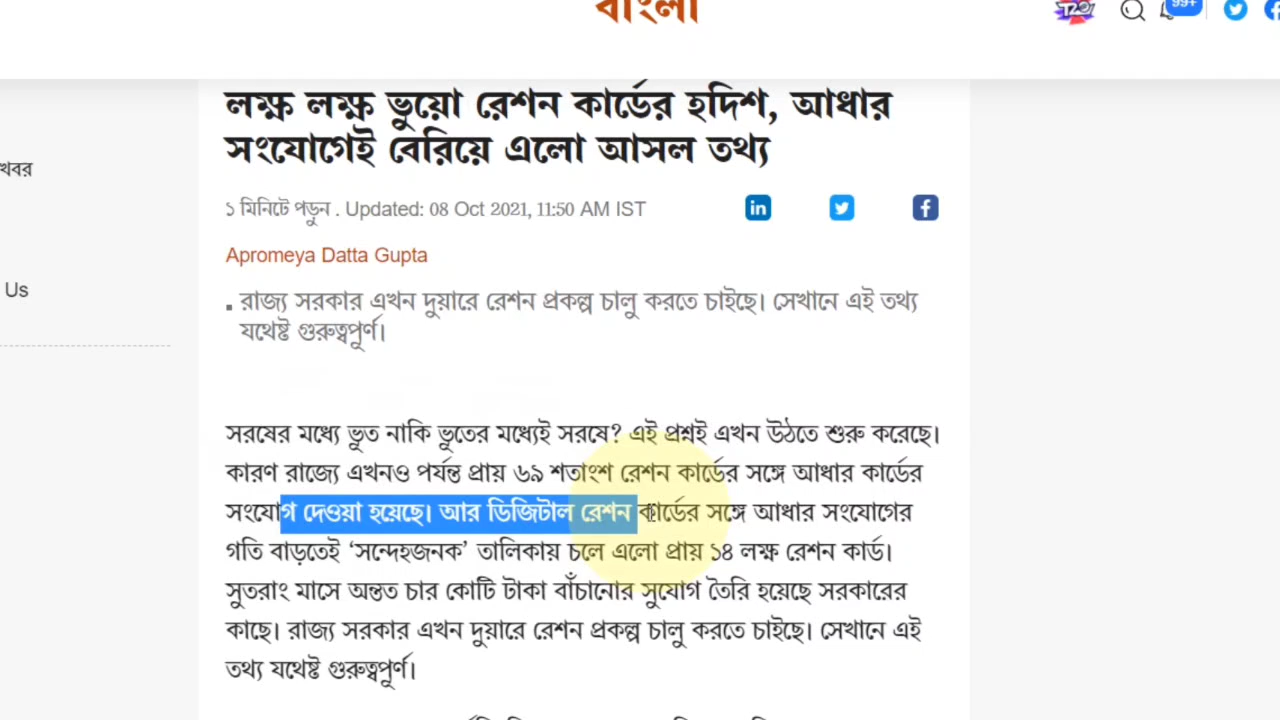 বাংলা
T20
99+
লক্ষ লক্ষ ভুয়ো রেশন কার্ডের হদিশ, আধার
সংযোগেই বেরিয়ে এলো আসল তথ্য
খবর
১ মিনিটে পড়ুন . Updated: 08 Oct 2021, 11:50 AM IST
in
f
Apromeya Datta Gupta
Us
রাজ্য সরকার এখন দুয়ারে রেশন প্রকল্প চালু করতে চাইছে। সেখানে এই তথ্য
যথেষ্ট গুরুত্বপূর্ণ।
সরষের মধ্যে ভূত নাকি ভূতের মধ্যেই সরষে? এই প্রশ্নই এখন উঠতে শুরু করেছে।
কারণ রাজ্যে এখনও পর্যন্ত প্রায় ৬৯ শতাংশ রেশন কার্ডের সঙ্গে আধার কার্ডের
সংযোগ দেওয়া হয়েছে। আর ডিজিটাল রেশন কার্ডের সঙ্গে আধার সংযোগের
গতি বাড়তেই ‘সন্দেহজনক’ তালিকায় চলে এলো প্রায় ১৪ লক্ষ রেশন কার্ড।
সুতরাং মাসে অন্তত চার কোটি টাকা বাঁচানোর সুযোগ তৈরি হয়েছে সরকারের
কাছে। রাজ্য সরকার এখন দুয়ারে রেশন প্রকল্প চালু করতে চাইছে। সেখানে এই
তথ্য যথেষ্ট গুরুত্বপূর্ণ।